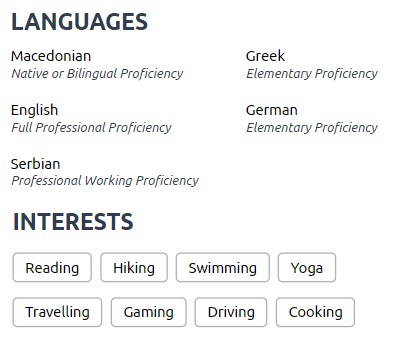 LANGUAGES
Macedonian
Native or Bilingual Proficiency
Greek
Elementary Proficiency
English
Full Professional Proficiency
German
Elementary Proficiency
Serbian
Professional Working Proficiency
INTERESTS
Reading Hiking Swimming Yoga
Travelling Gaming Driving Cooking